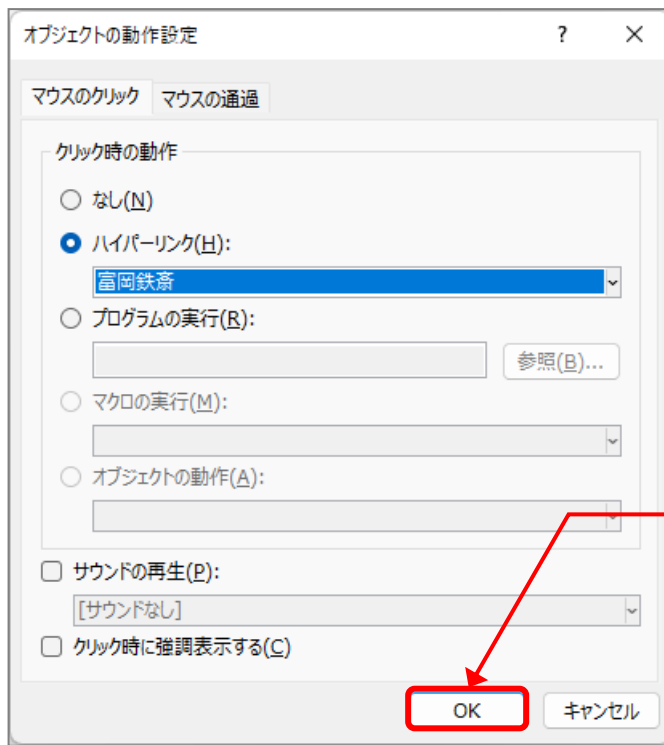 オブジェクトの動作設定 ? ×
マウスのクリック マウスの通過
クリック時の動作
なし(N)
ハイパーリンク(H):
富岡鉄斎
プログラムの実行(R):
参照(B)...
マクロの実行(M):
オブジェクトの動作(A):
サウンドの再生(P):
[サウンドなし]
クリック時に強調表示する(C)
OK キャンセル